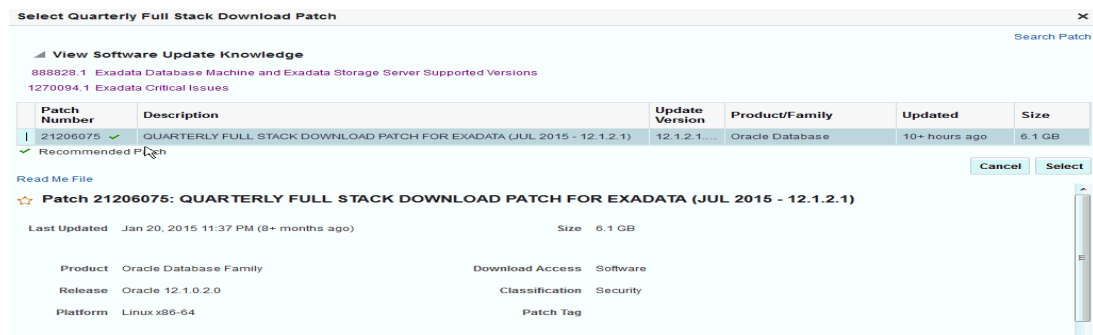 Select Quarterly Full Stack Download Patch
Search Patch
View Software Update Knowledge
888828.1 Exadata Database Machine and Exadata Storage Server Supported Versions
1270094.1 Exadata Critical Issues
Patch Number Description Update Version Product/Family Updated Size
21206075 QUARTERLY FULL STACK DOWNLOAD PATCH FOR EXADATA (JUL 2015 - 12.1.2.1) 12.1.2.1.... Oracle Database 10+ hours ago 6.1 GB
Recommended Patch
Cancel Select
Read Me File
Patch 21206075: QUARTERLY FULL STACK DOWNLOAD PATCH FOR EXADATA (JUL 2015 - 12.1.2.1)
Last Updated Jan 20, 2015 11:37 PM (8+ months ago) Size 6.1 GB
Product Oracle Database Family Download Access Software
Release Oracle 12.1.0.2.0 Classification Security
Platform Linux x86-64 Patch Tag